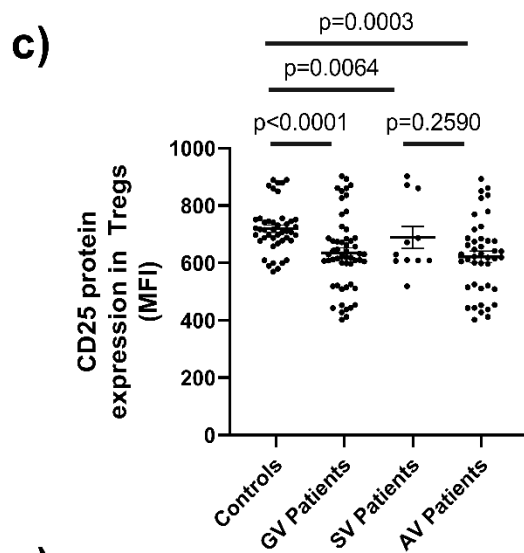 c)
p=0.0003
p=0.0064
p<0.0001
p=0.2590
1000
800
600
400
200
0
CD25 protein
expression in Tregs
(MFI)
Controls
GV Patients
SV Patients
AV Patients